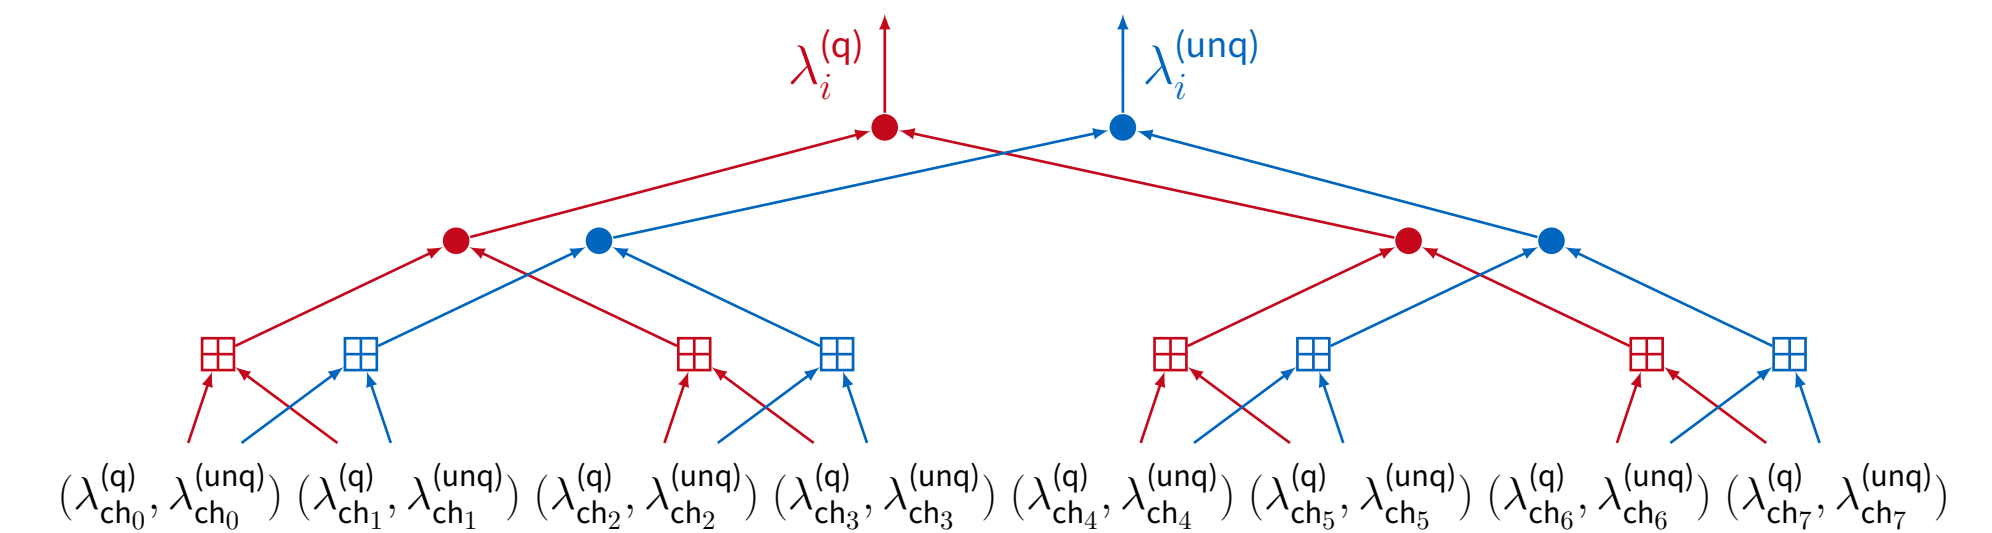 λ_i^(q) λ_i^(unq)
(λ_ch₀^(q), λ_ch₀^(unq)) (λ_ch₁^(q), λ_ch₁^(unq)) (λ_ch₂^(q), λ_ch₂^(unq)) (λ_ch₃^(q), λ_ch₃^(unq)) (λ_ch₄^(q), λ_ch₄^(unq)) (λ_ch₅^(q), λ_ch₅^(unq)) (λ_ch₆^(q), λ_ch₆^(unq)) (λ_ch₇^(q), λ_ch₇^(unq))